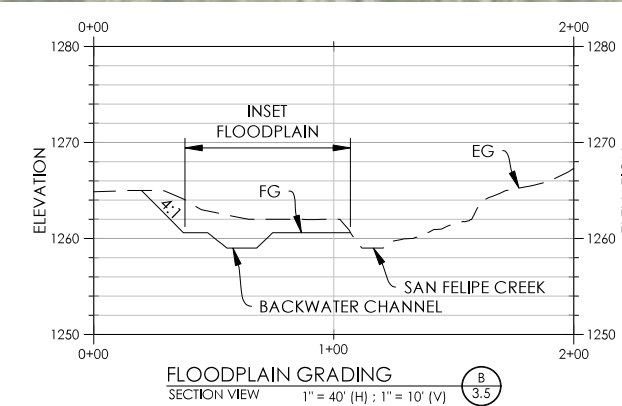 0+00 2+00
1280 1280
INSET
FLOODPLAIN
1270 1270
EG
FG
4:1
ELEVATION
1260 1260
SAN FELIPE CREEK
BACKWATER CHANNEL
1250 1250
0+00 1+00 2+00
FLOODPLAIN GRADING B
SECTION VIEW 1" = 40' (H) ; 1" = 10' (V) 3.5